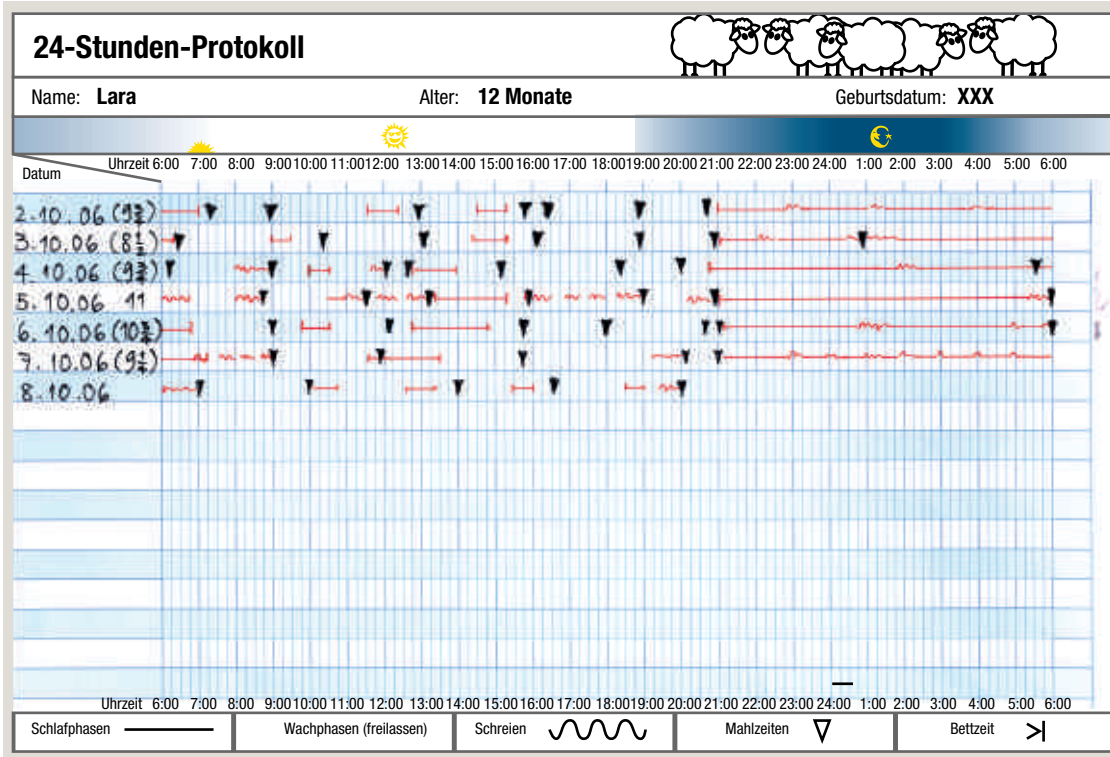 24-Stunden-Protokoll
Name: Lara Alter: 12 Monate Geburtsdatum: XXX
Uhrzeit 6:00 7:00 8:00 9:00 10:00 11:00 12:00 13:00 14:00 15:00 16:00 17:00 18:00 19:00 20:00 21:00 22:00 23:00 24:00 1:00 2:00 3:00 4:00 5:00 6:00
Datum
2.10.06 (9¾)
3.10.06 (8½)
4.10.06 (9¾)
5.10.06 11
6.10.06 (10¾)
7.10.06 (9½)
8.10.06
Uhrzeit 6:00 7:00 8:00 9:00 10:00 11:00 12:00 13:00 14:00 15:00 16:00 17:00 18:00 19:00 20:00 21:00 22:00 23:00 24:00 1:00 2:00 3:00 4:00 5:00 6:00
Schlafphasen Wachphasen (freilassen) Schreien Mahlzeiten Bettzeit